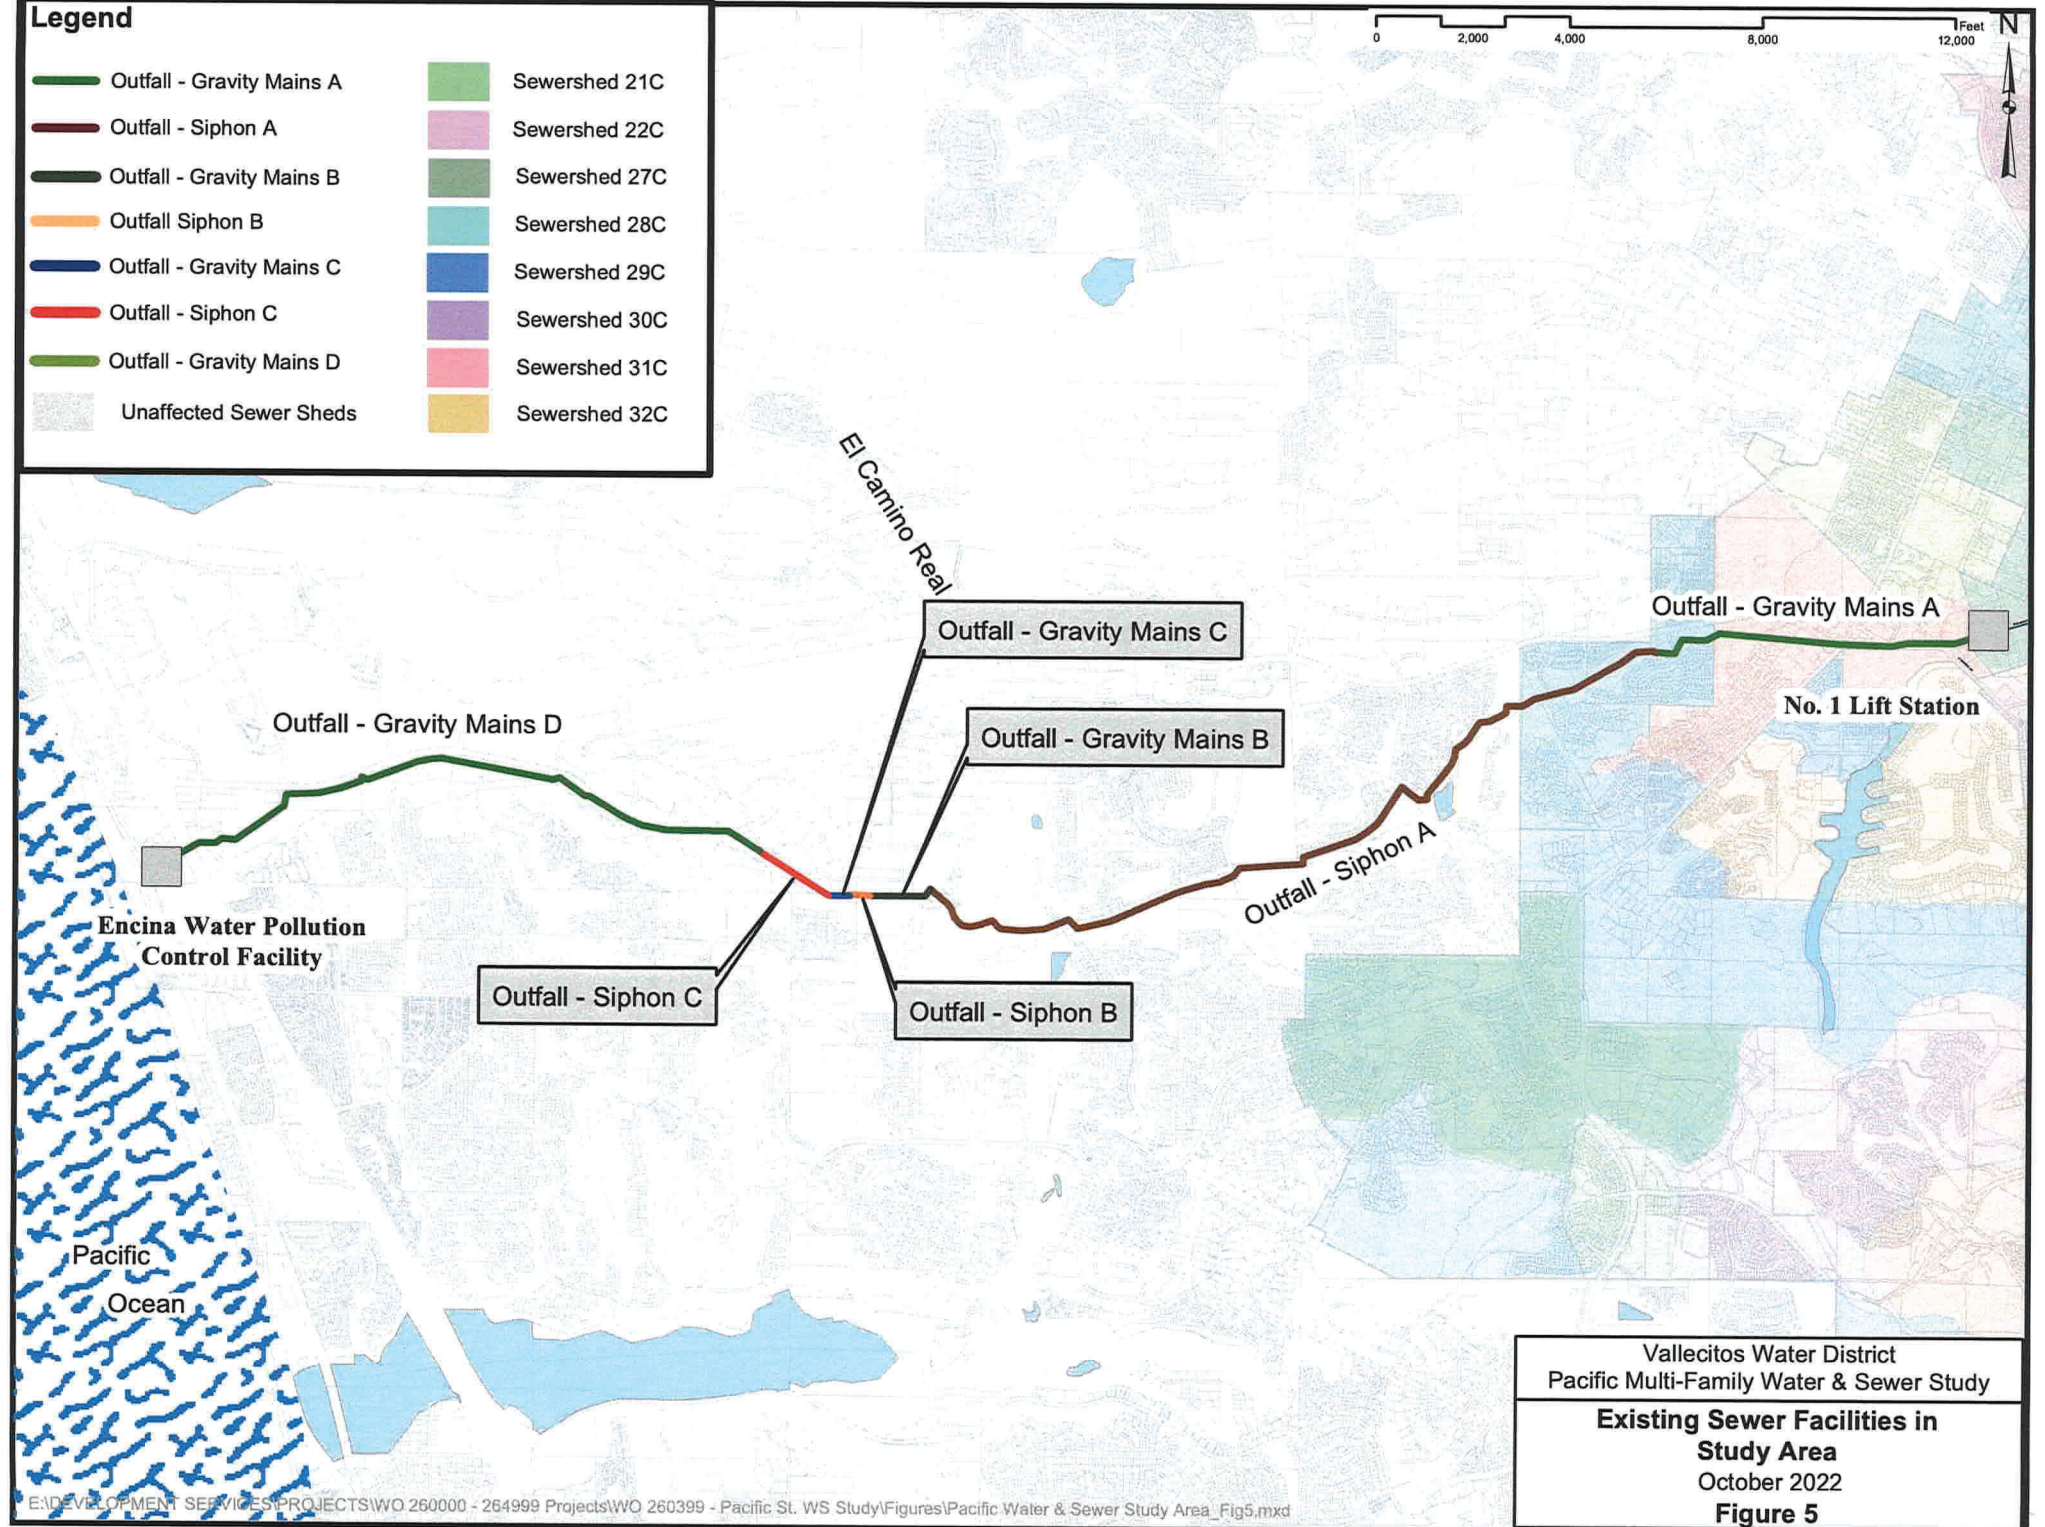 Legend
Outfall - Gravity Mains A
Outfall - Siphon A
Outfall - Gravity Mains B
Outfall Siphon B
Outfall - Gravity Mains C
Outfall - Siphon C
Outfall - Gravity Mains D
Unaffected Sewer Sheds
Sewershed 21C
Sewershed 22C
Sewershed 27C
Sewershed 28C
Sewershed 29C
Sewershed 30C
Sewershed 31C
Sewershed 32C
0 2,000 4,000 8,000 12,000
Feet
N
El Camino Real
Outfall - Gravity Mains C
Outfall - Gravity Mains A
No. 1 Lift Station
Outfall - Gravity Mains D
Outfall - Gravity Mains B
Outfall - Siphon A
Encina Water Pollution
Control Facility
Outfall - Siphon C
Outfall - Siphon B
Pacific
Ocean
Vallecitos Water District
Pacific Multi-Family Water & Sewer Study
Existing Sewer Facilities in
Study Area
October 2022
Figure 5
E:\DEVELOPMENT SERVICES\PROJECTS\WO 260000 - 264999 Projects\WO 260399 - Pacific St. WS Study\Figures\Pacific Water & Sewer Study Area_Fig5.mxd